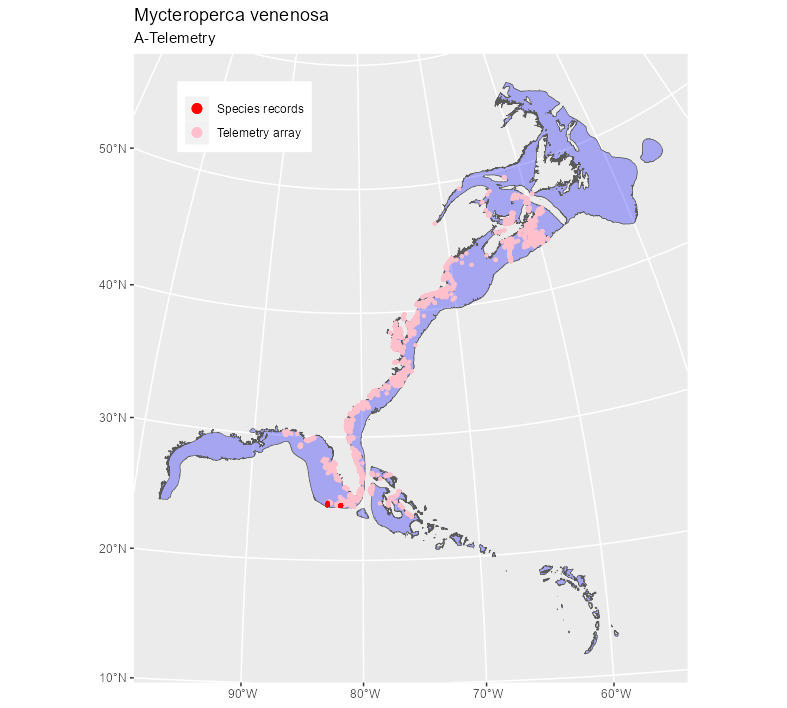 Mycteroperca venenosa
A-Telemetry
Species records
Telemetry array
50°N
40°N
30°N
20°N
10°N
90°W
80°W
70°W
60°W